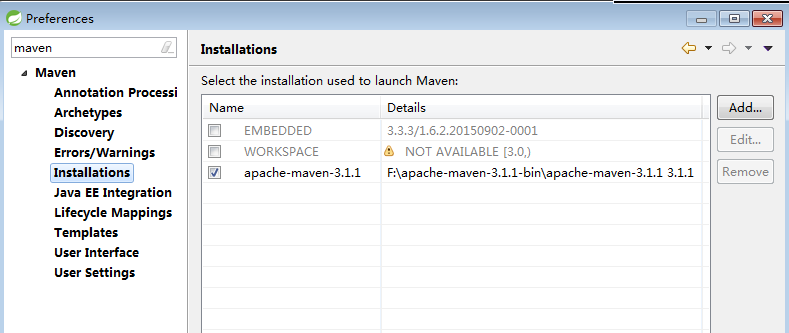 Preferences
maven
Installations
Maven
Select the installation used to launch Maven:
Annotation Processi
Archetypes
Discovery
Errors/Warnings
Installations
Java EE Integration
Lifecycle Mappings
Templates
User Interface
User Settings
Name Details
EMBEDDED 3.3.3/1.6.2.20150902-0001
WORKSPACE NOT AVAILABLE [3.0,)
apache-maven-3.1.1 F:\apache-maven-3.1.1-bin\apache-maven-3.1.1 3.1.1
Add...
Edit...
Remove